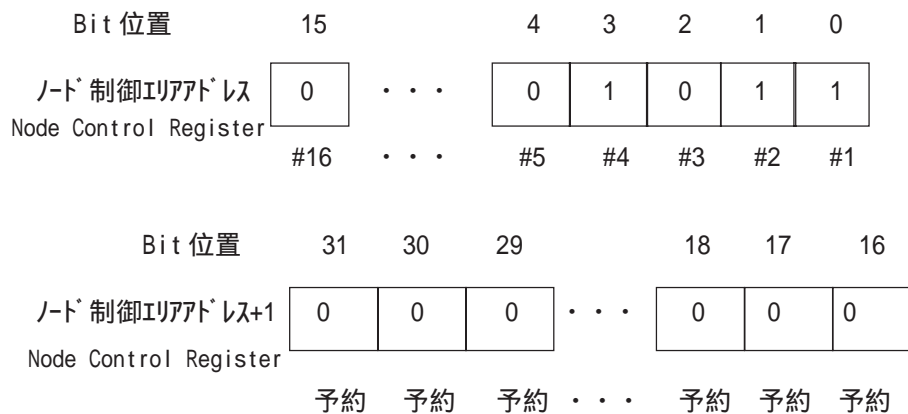 Bit 位置 15 4 3 2 1 0
ﾉｰﾄﾞ制御ｴﾘｱｱﾄﾞﾚｽ 0 ・・・ 0 1 0 1 1
Node Control Register
#16 ・・・ #5 #4 #3 #2 #1
Bit 位置 31 30 29 18 17 16
ﾉｰﾄﾞ制御ｴﾘｱｱﾄﾞﾚｽ+1 0 0 0 ・・・ 0 0 0
Node Control Register
予約 予約 予約 ・・・ 予約 予約 予約